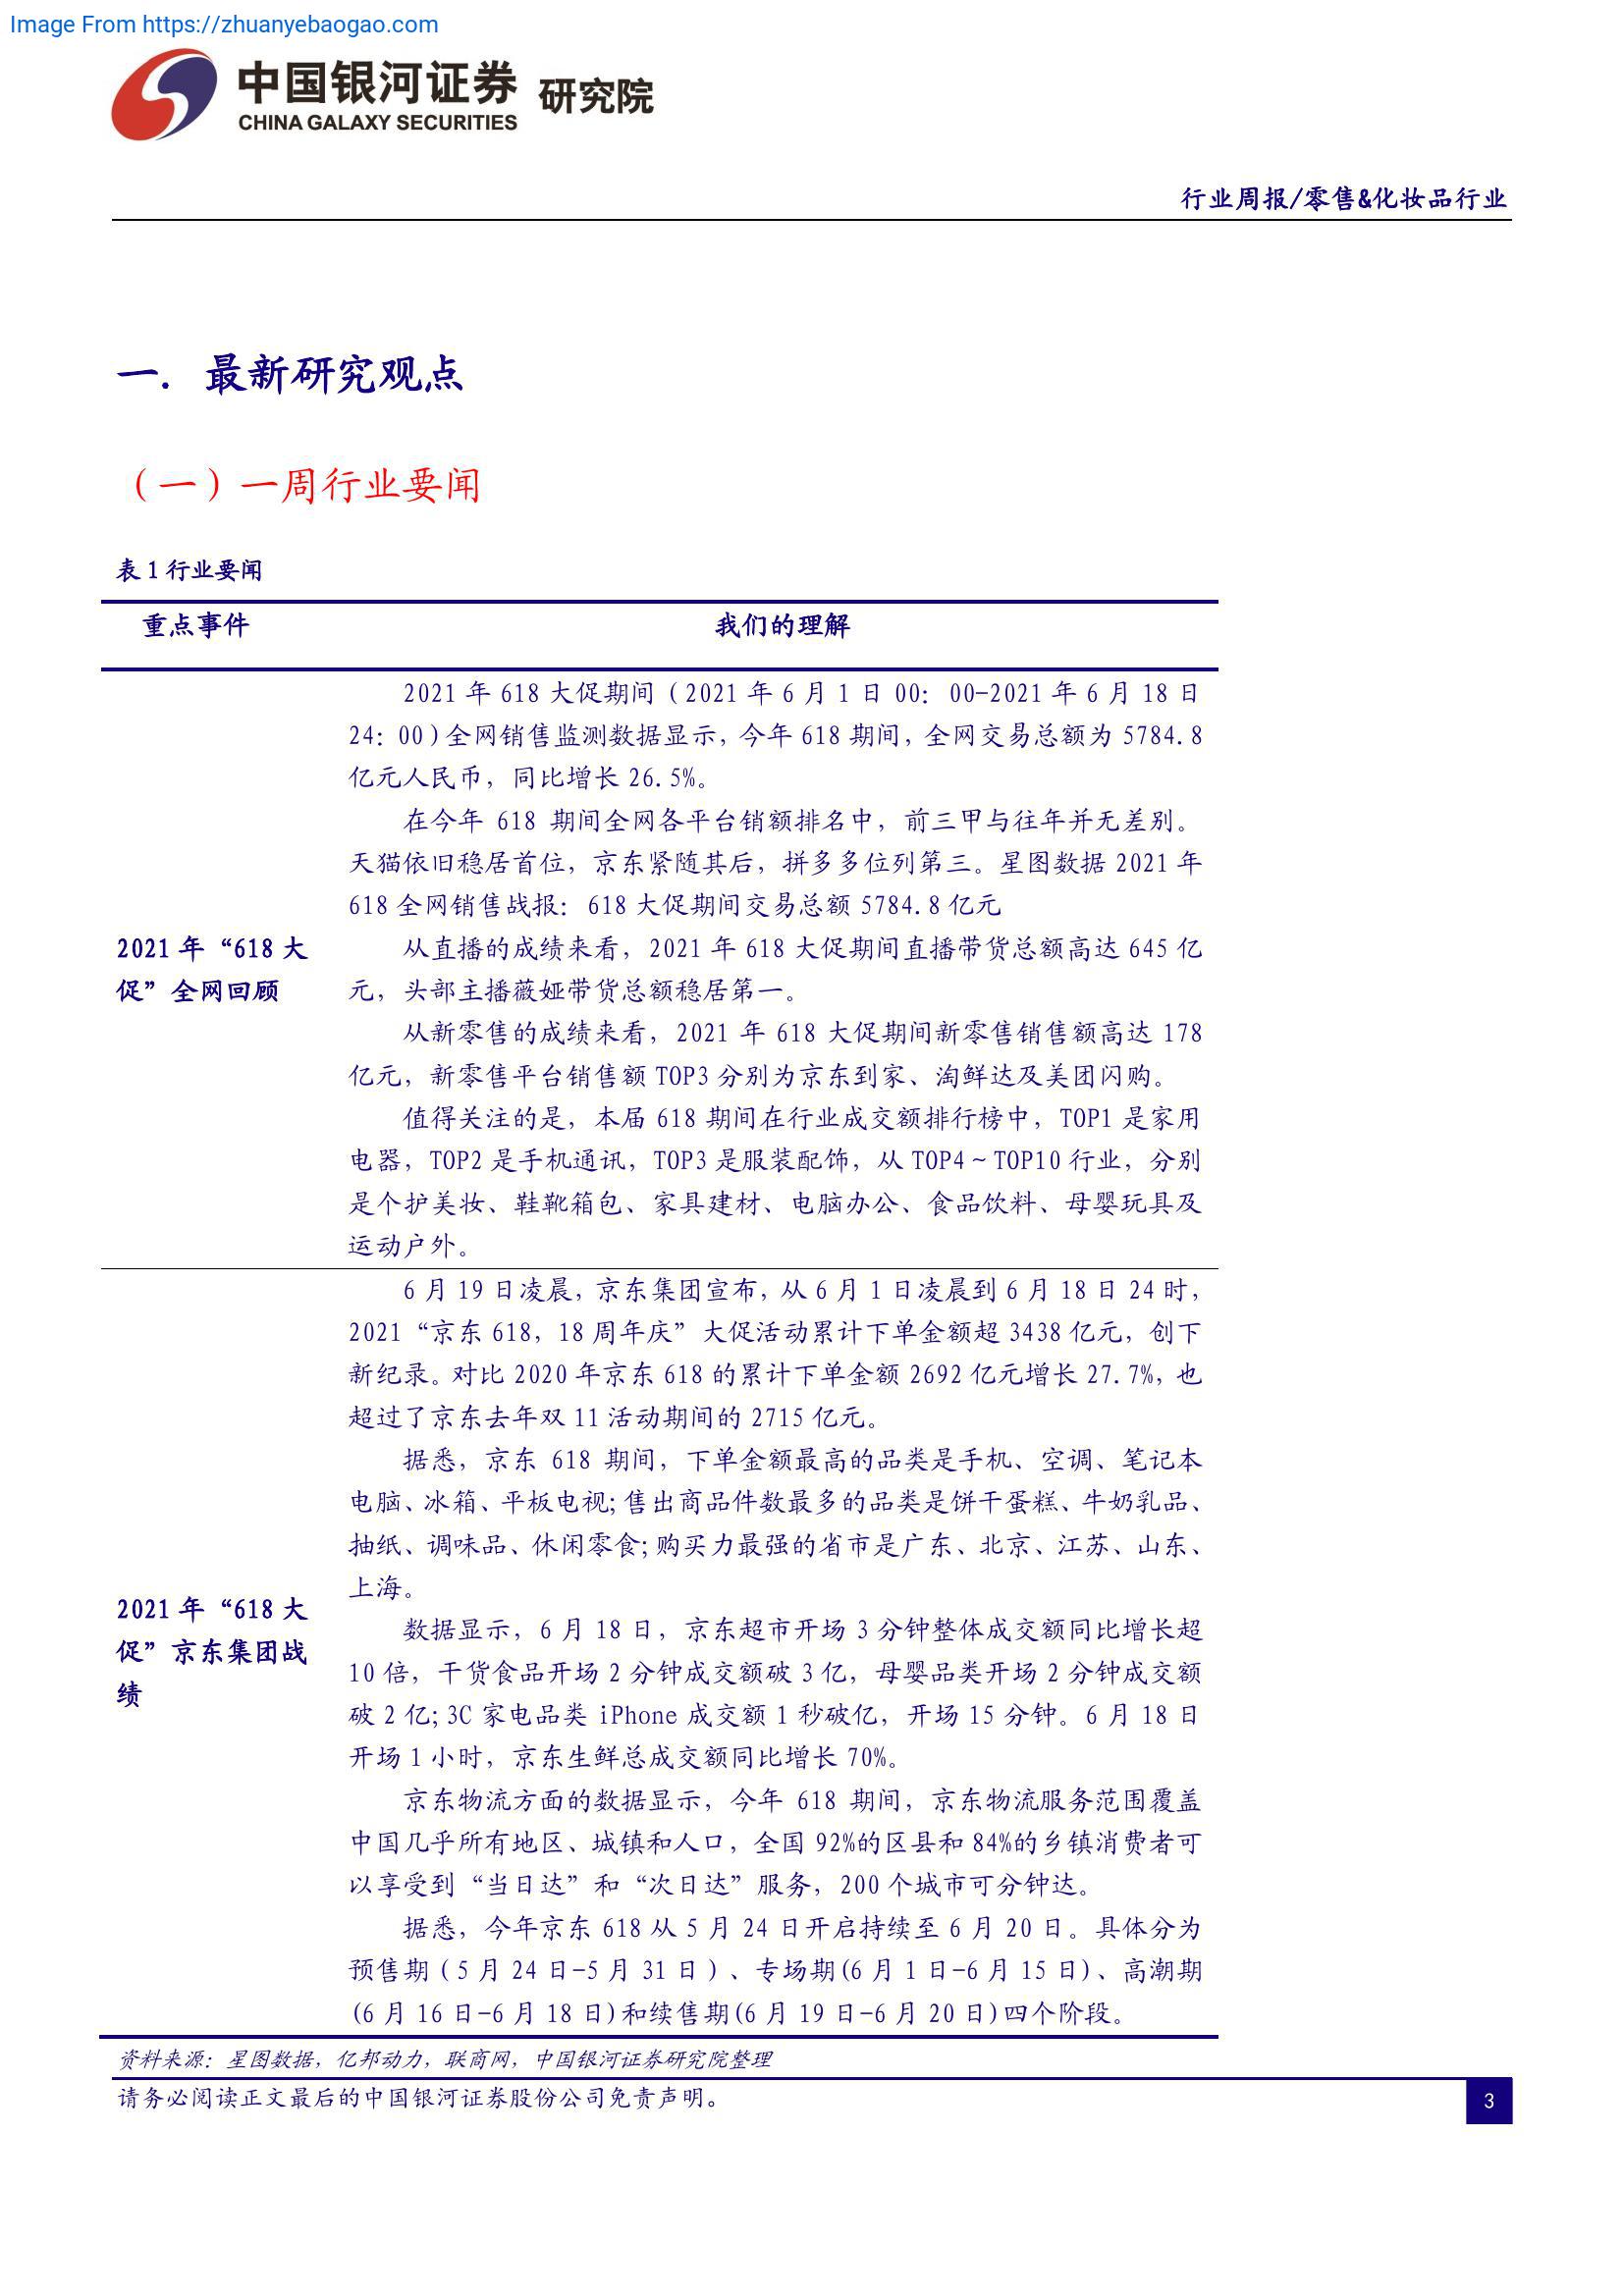 Image From https://zhuanyebaogao.com
中国银河证券 研究院
CHINA GALAXY SECURITIES
行业周报/零售&化妆品行业
一. 最新研究观点
（一）一周行业要闻
表 1 行业要闻
重点事件 我们的理解
2021 年“618 大
促”全网回顾
2021 年 618 大促期间（2021 年 6 月 1 日 00：00-2021 年 6 月 18 日
24：00)全网销售监测数据显示，今年 618 期间，全网交易总额为 5784.8
亿元人民币，同比增长 26.5%。
在今年 618 期间全网各平台销额排名中，前三甲与往年并无差别。
天猫依旧稳居首位，京东紧随其后，拼多多位列第三。星图数据 2021 年
618 全网销售战报：618 大促期间交易总额 5784.8 亿元
从直播的成绩来看，2021 年 618 大促期间直播带货总额高达 645 亿
元，头部主播薇娅带货总额稳居第一。
从新零售的成绩来看，2021 年 618 大促期间新零售销售额高达 178
亿元，新零售平台销售额 TOP3 分别为京东到家、淘鲜达及美团闪购。
值得关注的是，本届 618 期间在行业成交额排行榜中，TOP1 是家用
电器，TOP2 是手机通讯，TOP3 是服装配饰，从 TOP4～TOP10 行业，分别
是个护美妆、鞋靴箱包、家具建材、电脑办公、食品饮料、母婴玩具及
运动户外。
2021 年“618 大
促”京东集团战
绩
6 月 19 日凌晨，京东集团宣布，从 6 月 1 日凌晨到 6 月 18 日 24 时，
2021“京东 618，18 周年庆”大促活动累计下单金额超 3438 亿元，创下
新纪录。对比 2020 年京东 618 的累计下单金额 2692 亿元增长 27.7%，也
超过了京东去年双 11 活动期间的 2715 亿元。
据悉，京东 618 期间，下单金额最高的品类是手机、空调、笔记本
电脑、冰箱、平板电视;售出商品件数最多的品类是饼干蛋糕、牛奶乳品、
抽纸、调味品、休闲零食;购买力最强的省市是广东、北京、江苏、山东、
上海。
数据显示，6 月 18 日，京东超市开场 3 分钟整体成交额同比增长超
10 倍，干货食品开场 2 分钟成交额破 3 亿，母婴品类开场 2 分钟成交额
破 2 亿;3C 家电品类 iPhone 成交额 1 秒破亿，开场 15 分钟。6 月 18 日
开场 1 小时，京东生鲜总成交额同比增长 70%。
京东物流方面的数据显示，今年 618 期间，京东物流服务范围覆盖
中国几乎所有地区、城镇和人口，全国 92%的区县和 84%的乡镇消费者可
以享受到“当日达”和“次日达”服务，200 个城市可分钟达。
据悉，今年京东 618 从 5 月 24 日开启持续至 6 月 20 日。具体分为
预售期（5 月 24 日-5 月 31 日）、专场期(6 月 1 日-6 月 15 日)、高潮期
(6 月 16 日-6 月 18 日)和续售期(6 月 19 日-6 月 20 日)四个阶段。
资料来源：星图数据，亿邦动力，联商网，中国银河证券研究院整理
请务必阅读正文最后的中国银河证券股份公司免责声明。
3